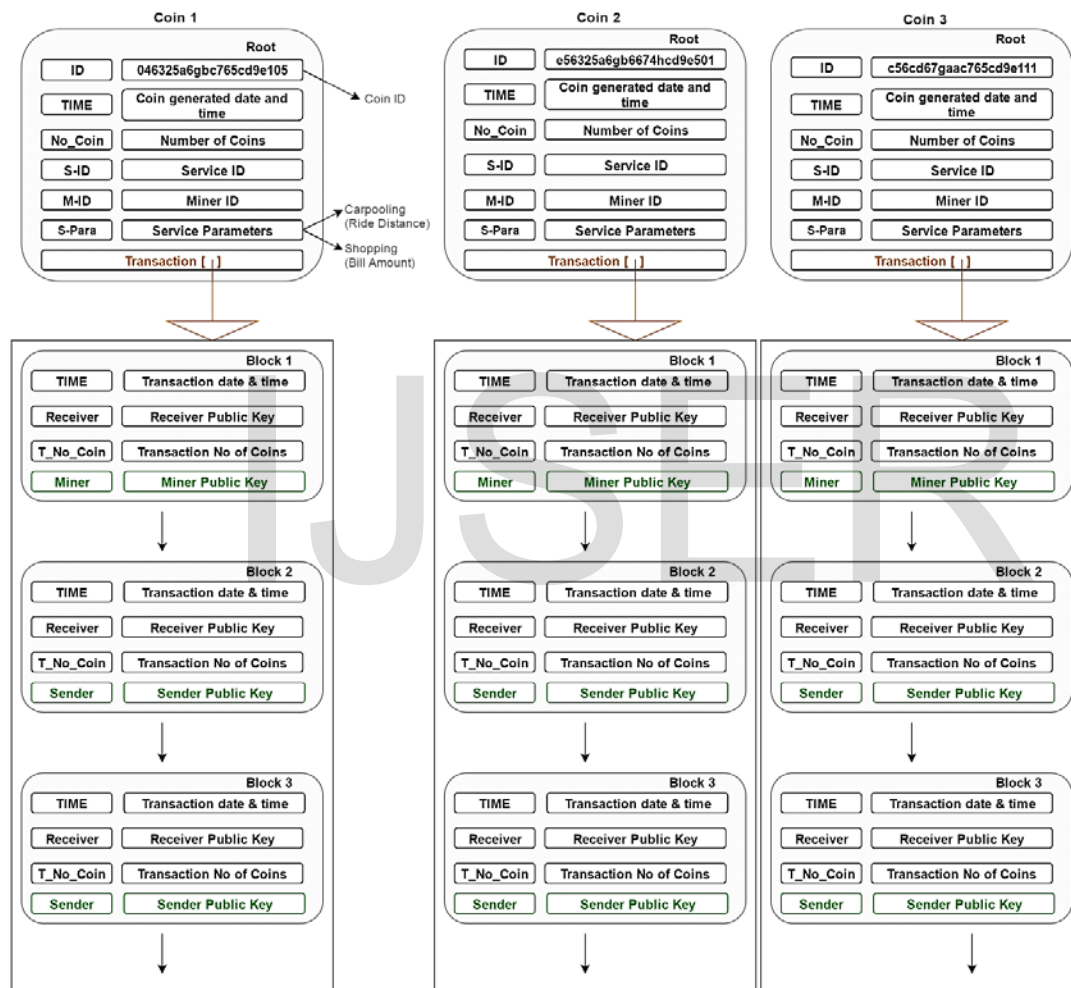 Coin 1
Root
ID 046325a6gbc765cd9e105
Coin ID
TIME Coin generated date and time
No_Coin Number of Coins
S-ID Service ID
M-ID Miner ID
S-Para Service Parameters
Carpooling
(Ride Distance)
Shopping
(Bill Amount)
Transaction [ ]
Block 1
TIME Transaction date & time
Receiver Receiver Public Key
T_No_Coin Transaction No of Coins
Miner Miner Public Key
Block 2
TIME Transaction date & time
Receiver Receiver Public Key
T_No_Coin Transaction No of Coins
Sender Sender Public Key
Block 3
TIME Transaction date & time
Receiver Receiver Public Key
T_No_Coin Transaction No of Coins
Sender Sender Public Key
Coin 2
Root
ID e56325a6gb6674hcd9e501
TIME Coin generated date and time
No_Coin Number of Coins
S-ID Service ID
M-ID Miner ID
S-Para Service Parameters
Transaction [ ]
Block 1
TIME Transaction date & time
Receiver Receiver Public Key
T_No_Coin Transaction No of Coins
Miner Miner Public Key
Block 2
TIME Transaction date & time
Receiver Receiver Public Key
T_No_Coin Transaction No of Coins
Sender Sender Public Key
Block 3
TIME Transaction date & time
Receiver Receiver Public Key
T_No_Coin Transaction No of Coins
Sender Sender Public Key
Coin 3
Root
ID c56cd67gaac765cd9e111
TIME Coin generated date and time
No_Coin Number of Coins
S-ID Service ID
M-ID Miner ID
S-Para Service Parameters
Transaction [ ]
Block 1
TIME Transaction date & time
Receiver Receiver Public Key
T_No_Coin Transaction No of Coins
Miner Miner Public Key
Block 2
TIME Transaction date & time
Receiver Receiver Public Key
T_No_Coin Transaction No of Coins
Sender Sender Public Key
Block 3
TIME Transaction date & time
Receiver Receiver Public Key
T_No_Coin Transaction No of Coins
Sender Sender Public Key
IJSER